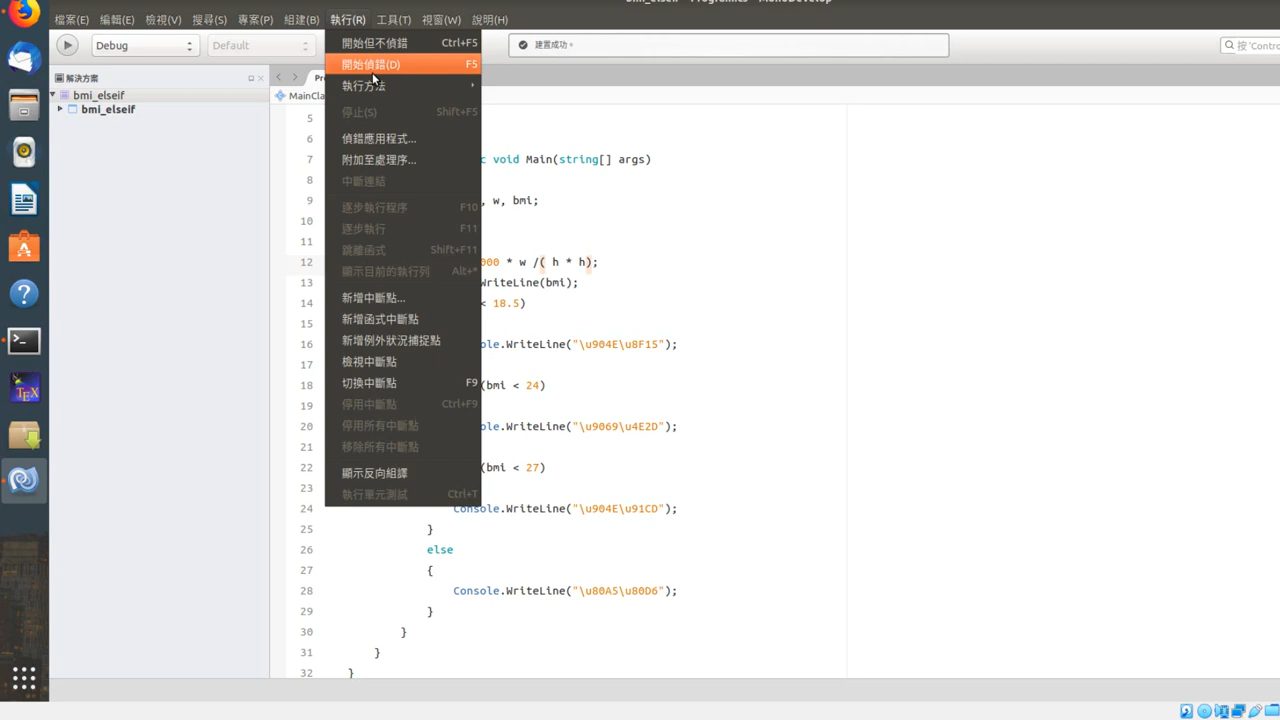 檔案(E) 編輯(E) 檢視(V) 搜尋(S) 專案(P) 組建(B) 執行(R) 工具(T) 視窗(W) 說明(H)
Debug Default 建置成功。 按 'Contro
開始但不偵錯 Ctrl+F5
開始偵錯(D) F5
執行方法
停止(S) Shift+F5
偵錯應用程式...
附加至處理序...
中斷連結
逐步執行程序 F10
逐步執行 F11
跳離函式 Shift+F11
顯示目前的執行列 Alt+*
新增中斷點...
新增函式中斷點
新增例外狀況捕捉點
檢視中斷點
切換中斷點 F9
停用中斷點 Ctrl+F9
停用所有中斷點
移除所有中斷點
顯示反向組譯
執行單元測試 Ctrl+T
解決方案
bmi_elseif
bmi_elseif
MainCla
5
6
7 c void Main(string[] args)
8
9 , w, bmi;
10
11
12 000 * w /( h * h);
13 WriteLine(bmi);
14 < 18.5)
15
16 ole.WriteLine("\u904E\u8F15");
17
18 (bmi < 24)
19
20 ole.WriteLine("\u9069\u4E2D");
21
22 (bmi < 27)
23
24 Console.WriteLine("\u904E\u91CD");
25 }
26 else
27 {
28 Console.WriteLine("\u80A5\u80D6");
29 }
30 }
31 }
32 }